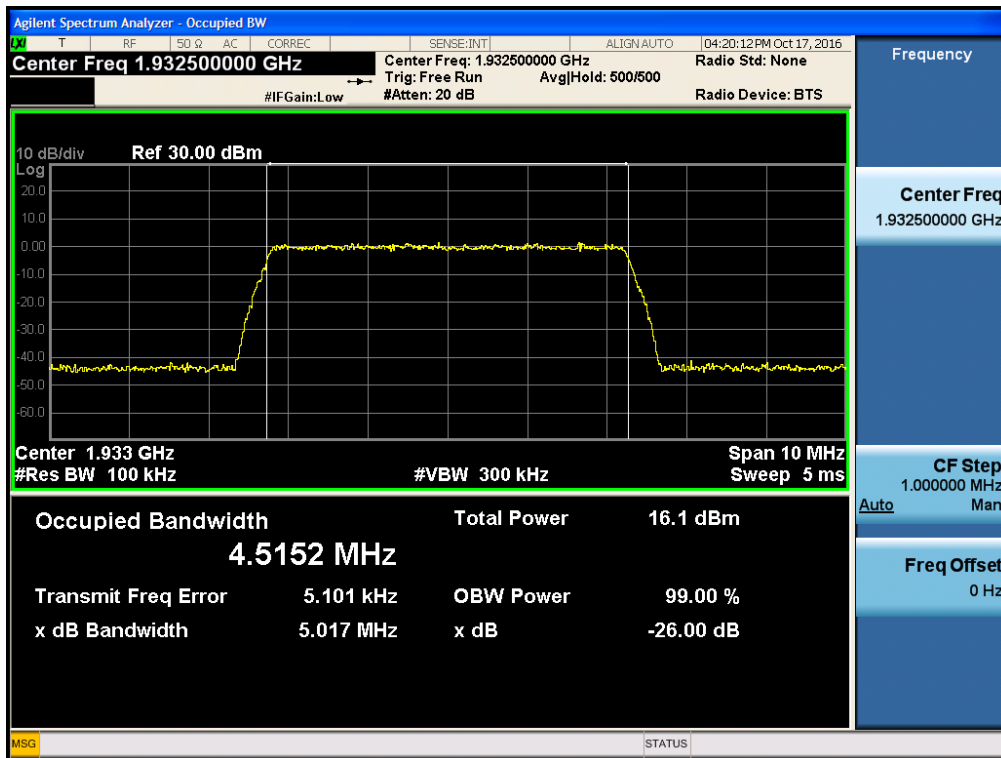 Agilent Spectrum Analyzer - Occupied BW
LXI T RF 50 Ω AC CORREC SENSE:INT ALIGN AUTO 04:20:12 PM Oct 17, 2016
Center Freq 1.932500000 GHz Center Freq: 1.932500000 GHz Radio Std: None
Trig: Free Run Avg|Hold: 500/500
#IFGain:Low #Atten: 20 dB Radio Device: BTS
10 dB/div Ref 30.00 dBm
Log
20.0
10.0
0.00
-10.0
-20.0
-30.0
-40.0
-50.0
-60.0
Center 1.933 GHz Span 10 MHz
#Res BW 100 kHz #VBW 300 kHz Sweep 5 ms
Occupied Bandwidth Total Power 16.1 dBm
4.5152 MHz
Transmit Freq Error 5.101 kHz OBW Power 99.00 %
x dB Bandwidth 5.017 MHz x dB -26.00 dB
MSG STATUS
Frequency
Center Freq
1.932500000 GHz
CF Step
1.000000 MHz
Auto Man
Freq Offset
0 Hz